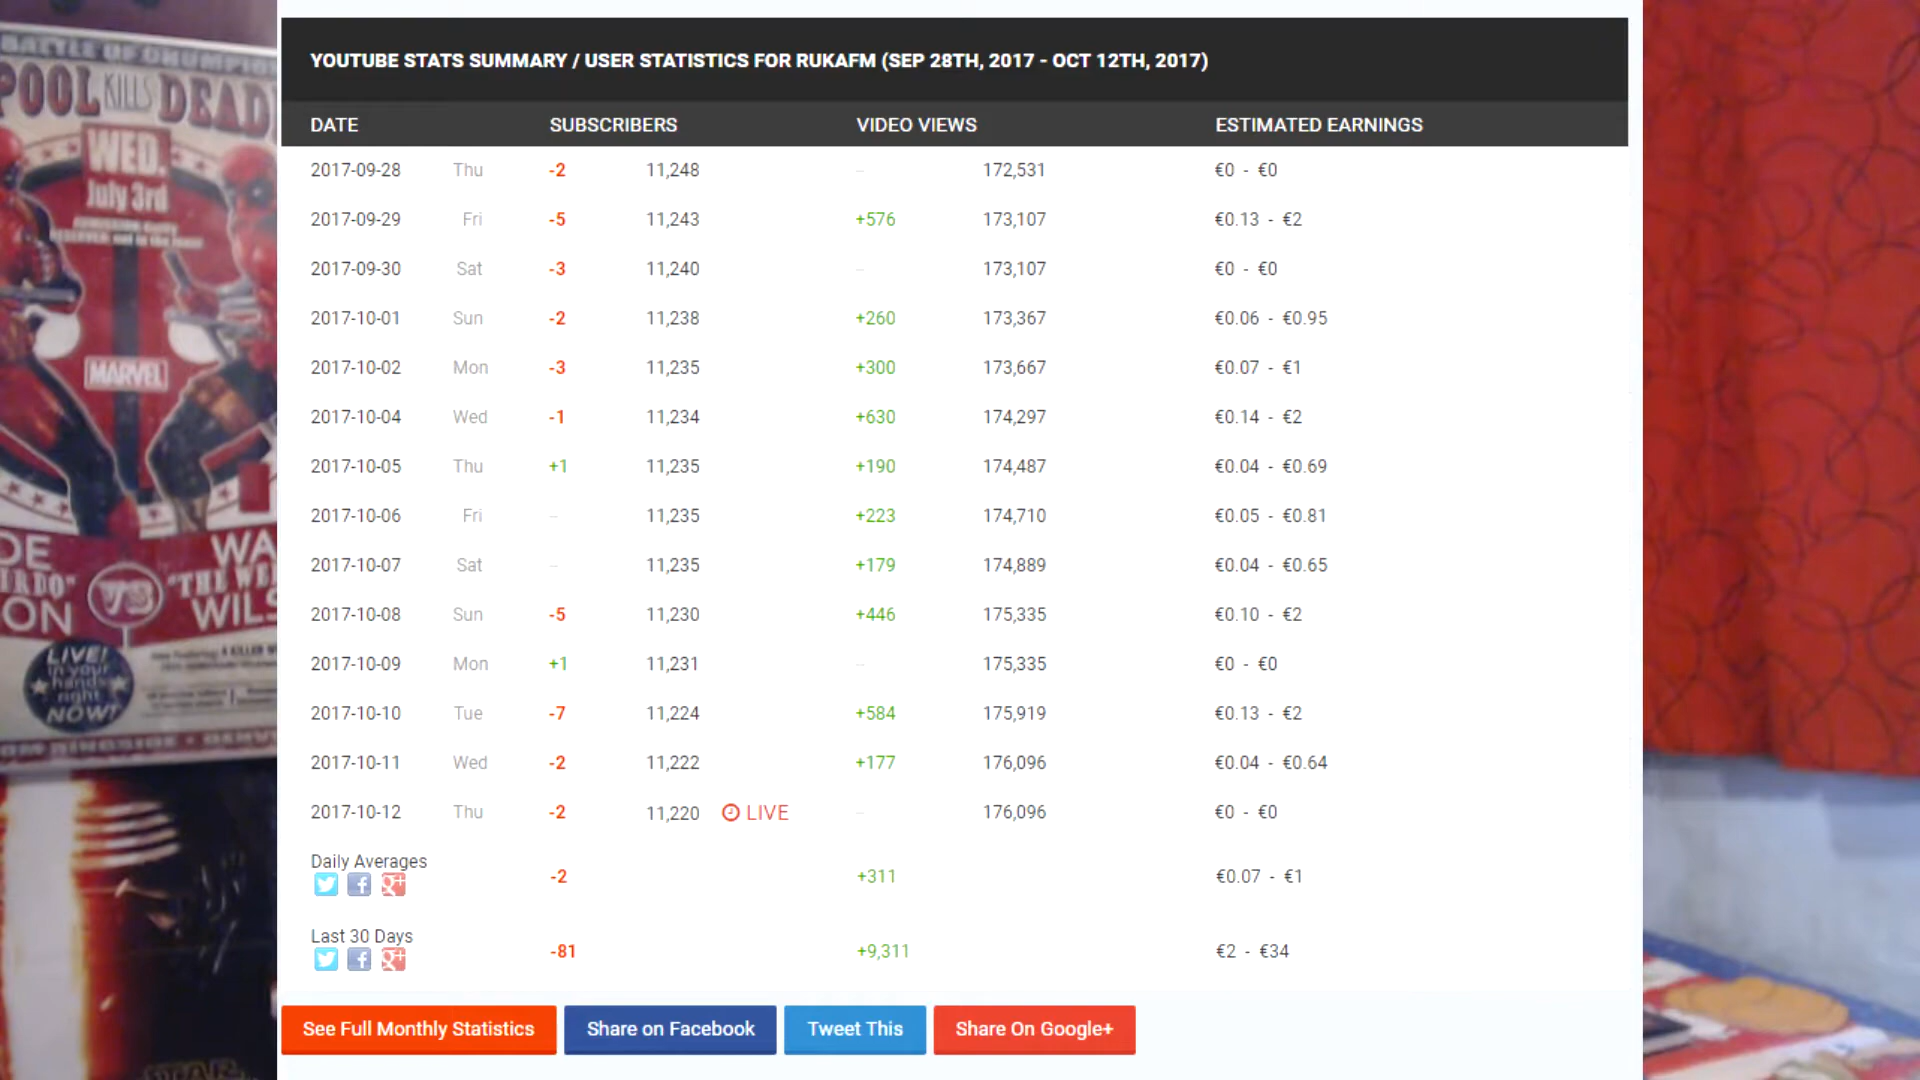 YOUTUBE STATS SUMMARY / USER STATISTICS FOR RUKAFM (SEP 28TH, 2017 - OCT 12TH, 2017)
DATE SUBSCRIBERS VIDEO VIEWS ESTIMATED EARNINGS
2017-09-28 Thu -2 11,248 -- 172,531 €0 - €0
2017-09-29 Fri -5 11,243 +576 173,107 €0.13 - €2
2017-09-30 Sat -3 11,240 -- 173,107 €0 - €0
2017-10-01 Sun -2 11,238 +260 173,367 €0.06 - €0.95
2017-10-02 Mon -3 11,235 +300 173,667 €0.07 - €1
2017-10-04 Wed -1 11,234 +630 174,297 €0.14 - €2
2017-10-05 Thu +1 11,235 +190 174,487 €0.04 - €0.69
2017-10-06 Fri -- 11,235 +223 174,710 €0.05 - €0.81
2017-10-07 Sat -- 11,235 +179 174,889 €0.04 - €0.65
2017-10-08 Sun -5 11,230 +446 175,335 €0.10 - €2
2017-10-09 Mon +1 11,231 -- 175,335 €0 - €0
2017-10-10 Tue -7 11,224 +584 175,919 €0.13 - €2
2017-10-11 Wed -2 11,222 +177 176,096 €0.04 - €0.64
2017-10-12 Thu -2 11,220 LIVE -- 176,096 €0 - €0
Daily Averages -2 +311 €0.07 - €1
Last 30 Days -81 +9,311 €2 - €34
See Full Monthly Statistics Share on Facebook Tweet This Share On Google+
POOL KILLS DEAD
WED.
July 3rd
MARVEL
VS
WILS
LIVE!
in your
hands
right
NOW!